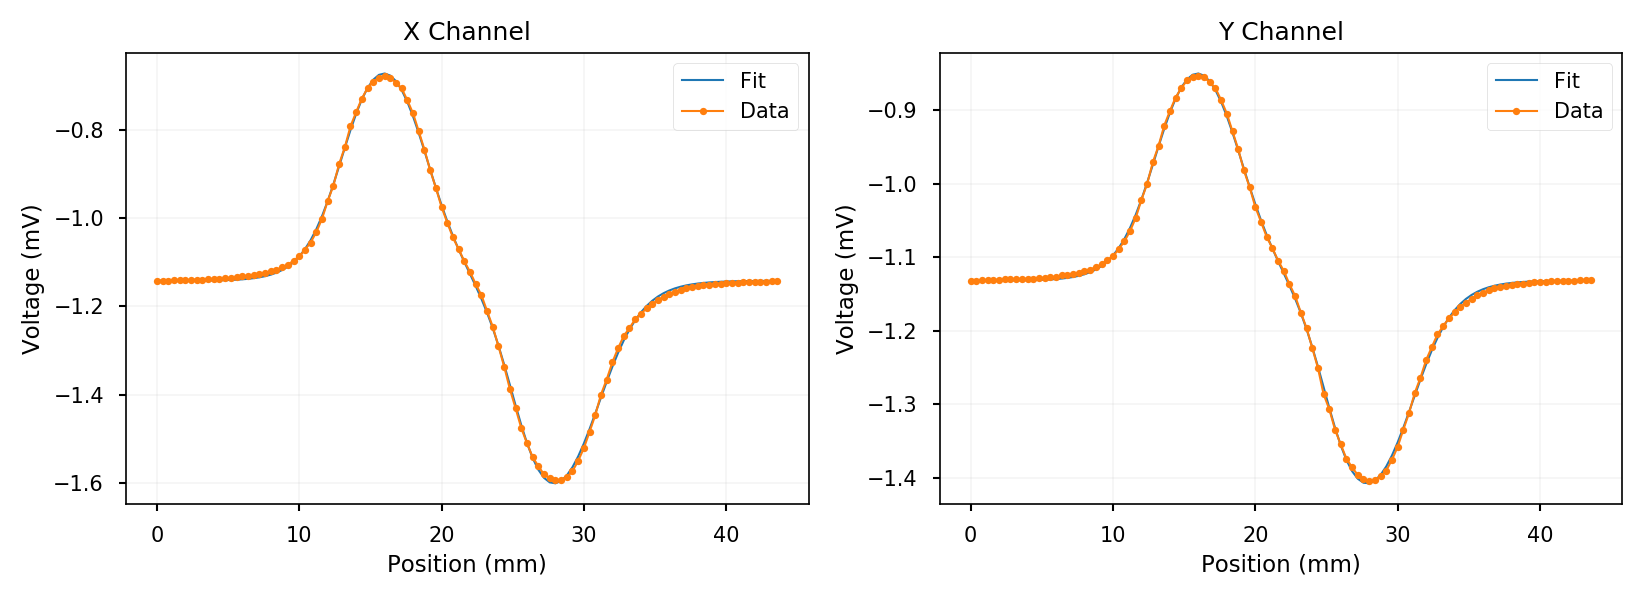 X Channel
Fit
Data
−0.8
−1.0
−1.2
−1.4
−1.6
Voltage (mV)
0
10
20
30
40
Position (mm)
Y Channel
Fit
Data
−0.9
−1.0
−1.1
−1.2
−1.3
−1.4
Voltage (mV)
0
10
20
30
40
Position (mm)